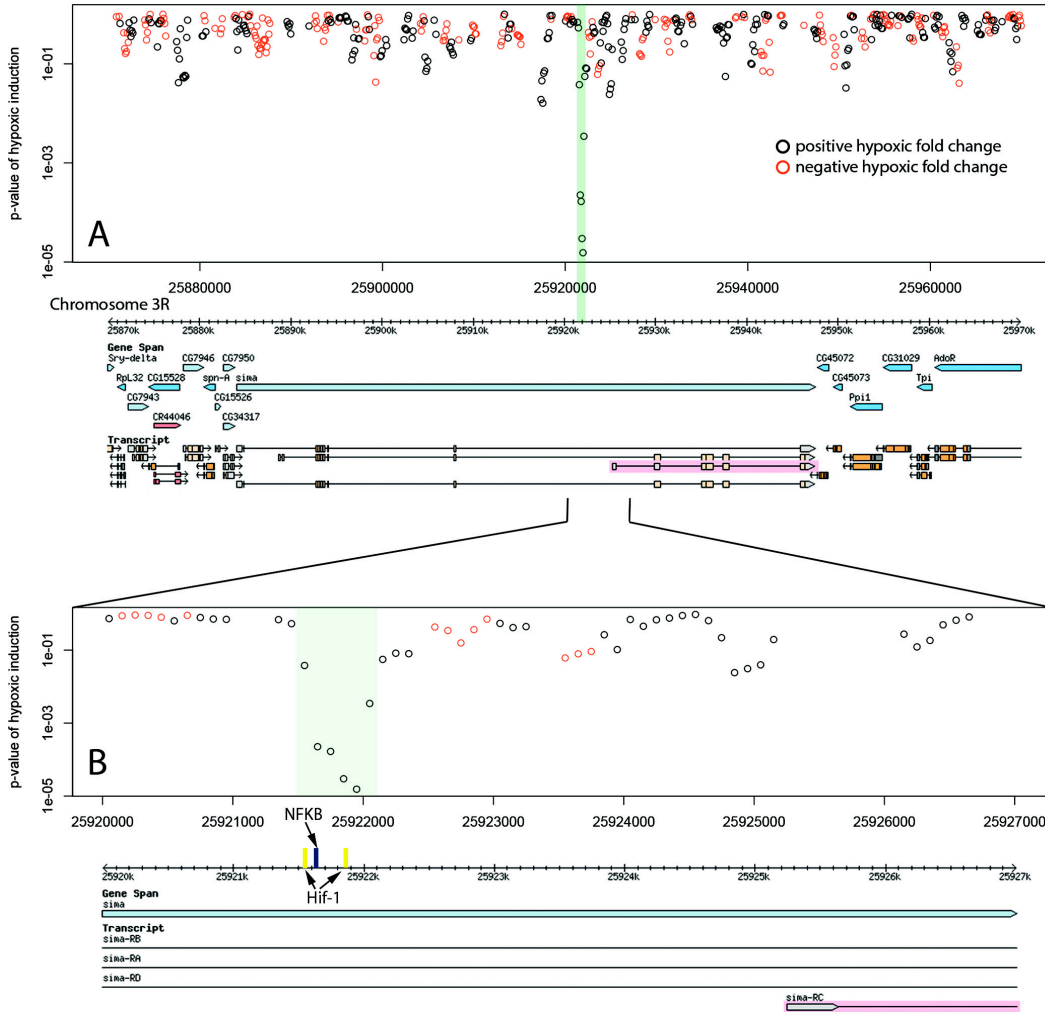 p-value of hypoxic induction
1e-01
1e-03
1e-05
positive hypoxic fold change
negative hypoxic fold change
A
25880000 25900000 25920000 25940000 25960000
Chromosome 3R
25870k 25880k 25890k 25900k 25910k 25920k 25930k 25940k 25950k 25960k 25970k
Gene Span
Sry-delta CG7946 CG7950 CG45072 CG31029 AdoR
RpL32 CG15528 spn-A sima CG45073 Tpi
CG7943 CG15526 Ppi1
CR44046 CG34317
Transcript
p-value of hypoxic induction
1e-01
1e-03
1e-05
B
25920000 25921000 25922000 25923000 25924000 25925000 25926000 25927000
NFKB
25920k 25921k 25922k 25923k 25924k 25925k 25926k 25927k
Hif-1
Gene Span
sima
Transcript
sima-RB
sima-RA
sima-RD
sima-RC